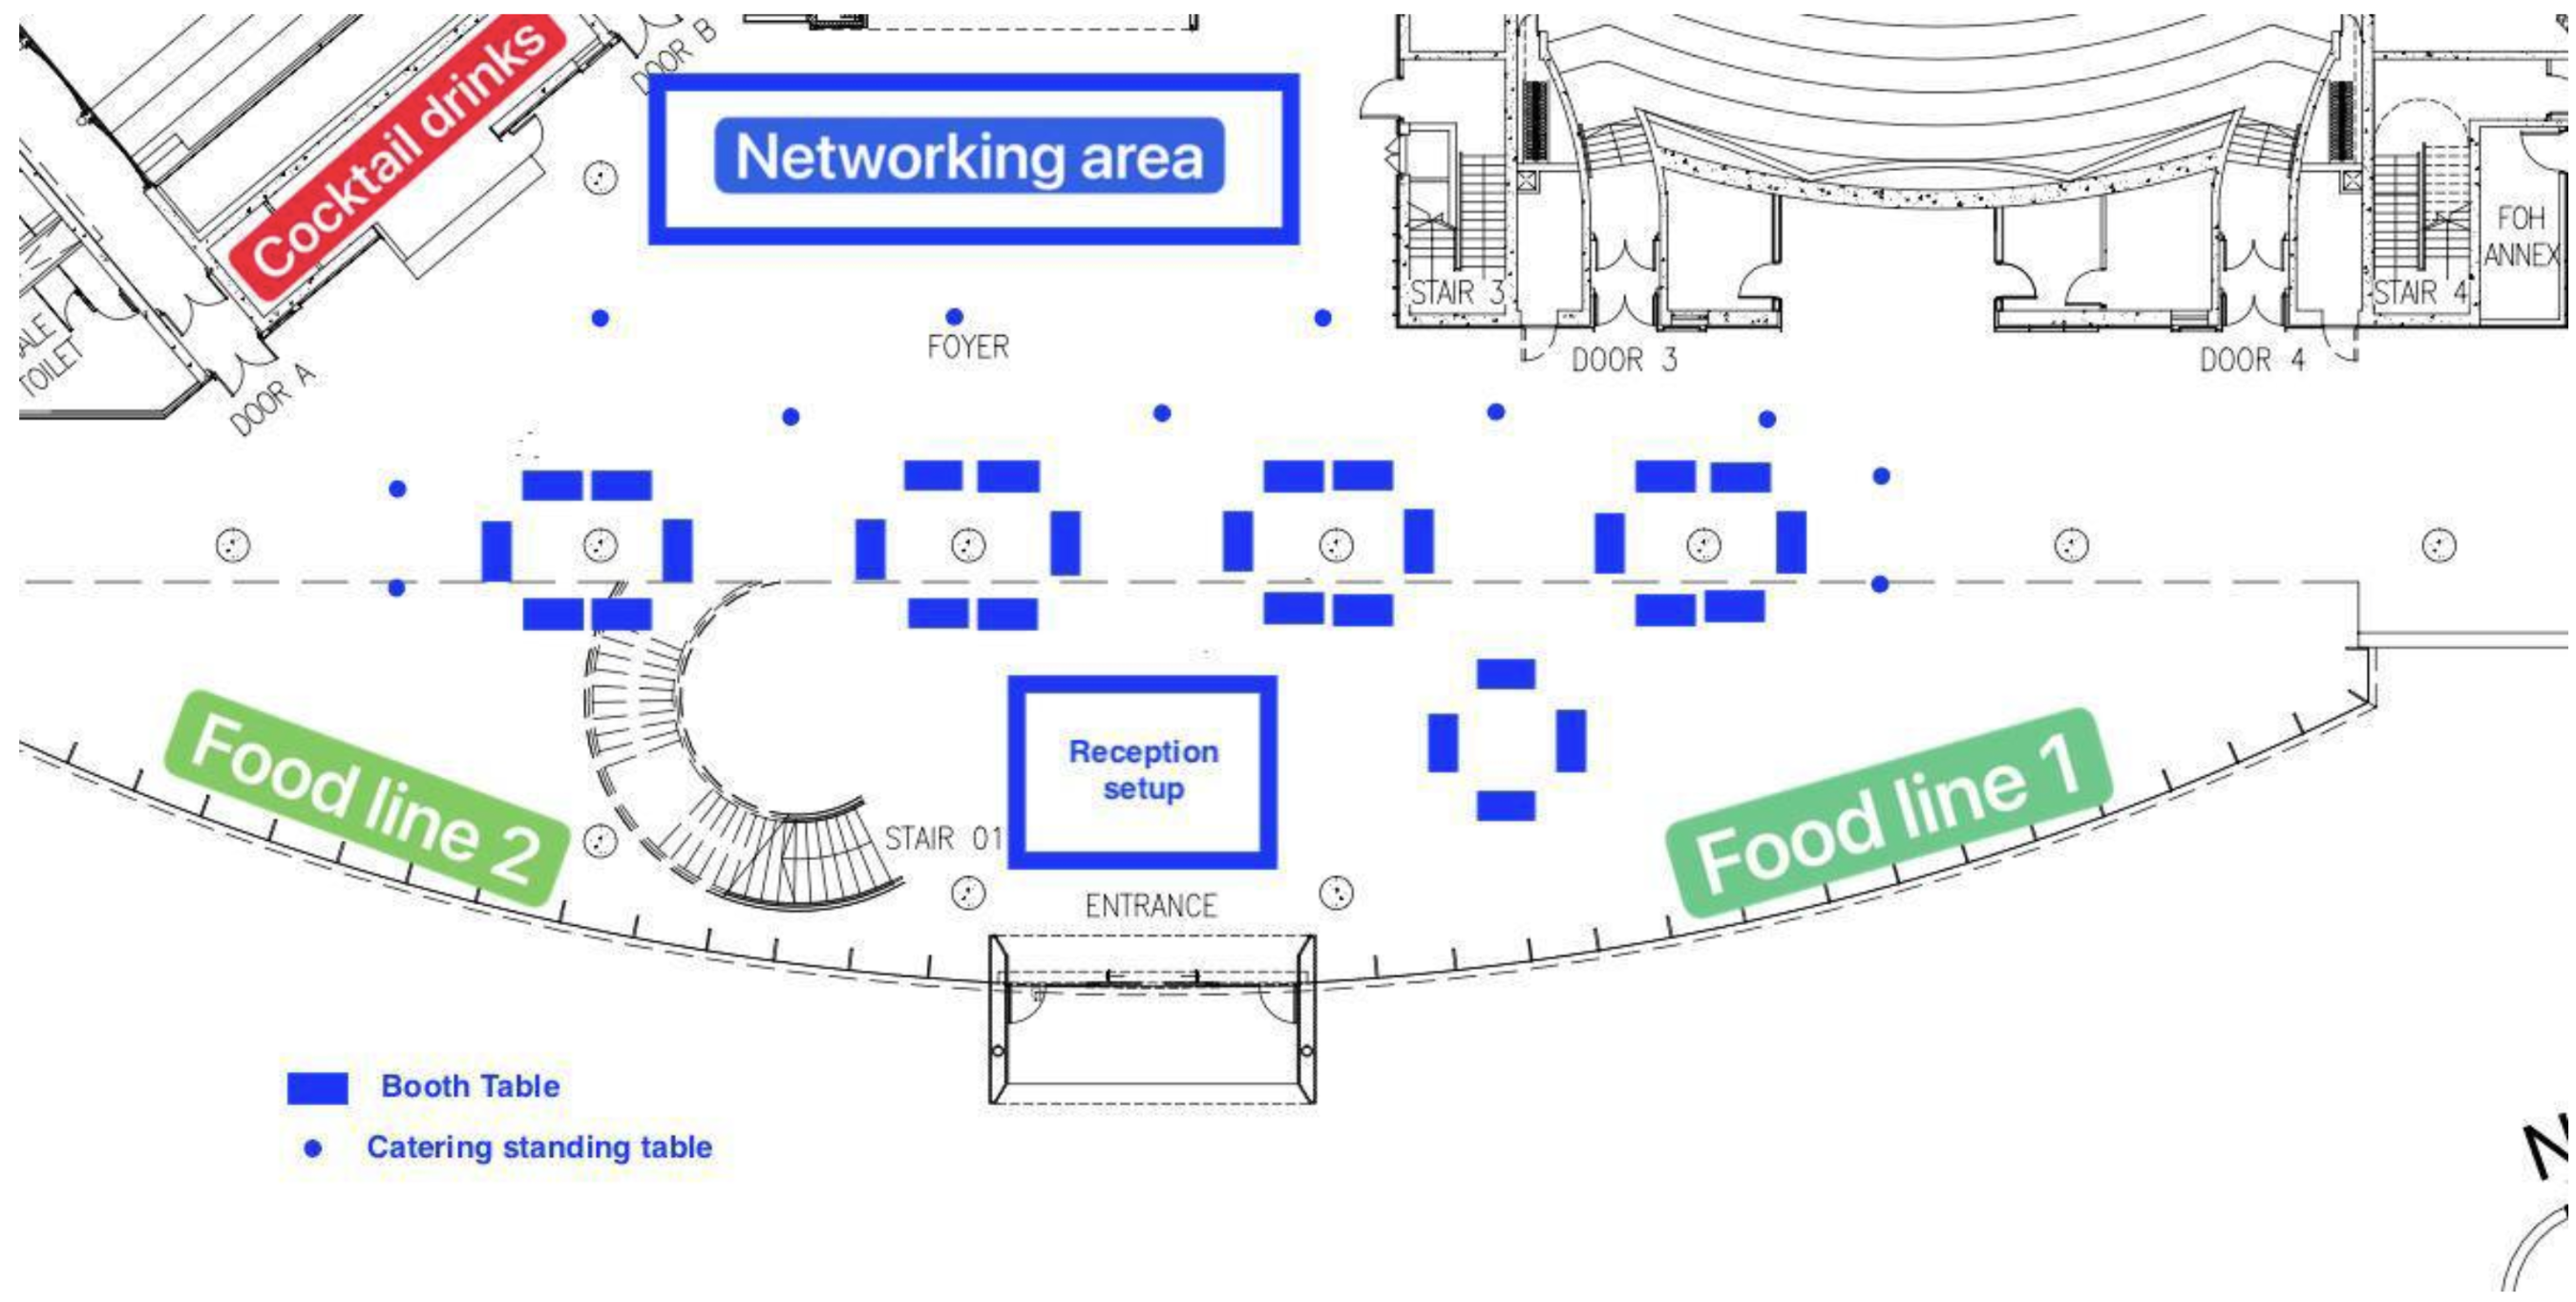 Cocktail drinks
DOOR B
Networking area
FOH
ANNEX
STAIR 3
STAIR 4
FOYER
DOOR 3
DOOR 4
TOILET
DOOR A
Food line 2
Reception
setup
Food line 1
STAIR 01
ENTRANCE
Booth Table
Catering standing table
N